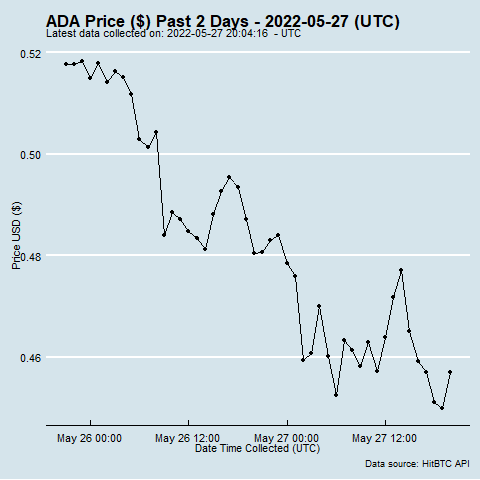 ADA Price ($) Past 2 Days - 2022-05-27 (UTC)
Latest data collected on: 2022-05-27 20:04:16 - UTC
0.52
0.50
0.48
0.46
Price USD ($)
May 26 00:00 May 26 12:00 May 27 00:00 May 27 12:00
Date Time Collected (UTC)
Data source: HitBTC API